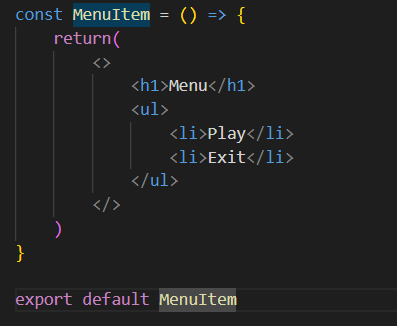 const MenuItem = () => {
    return(
        <>
            <h1>Menu</h1>
            <ul>
                <li>Play</li>
                <li>Exit</li>
            </ul>
        </>
    )
}
export default MenuItem